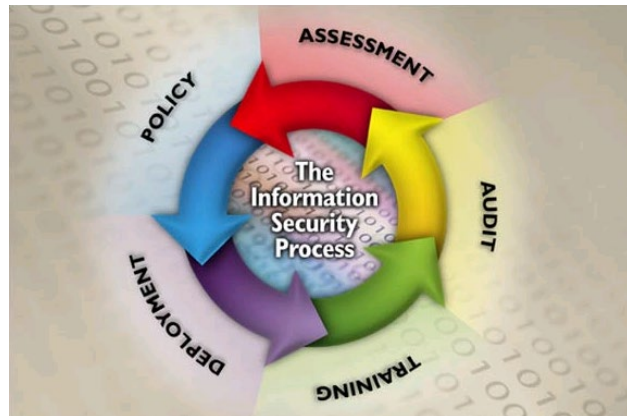 ASSESSMENT
POLICY
The
Information
Security
Process
AUDIT
DEPLOYMENT
TRAINING